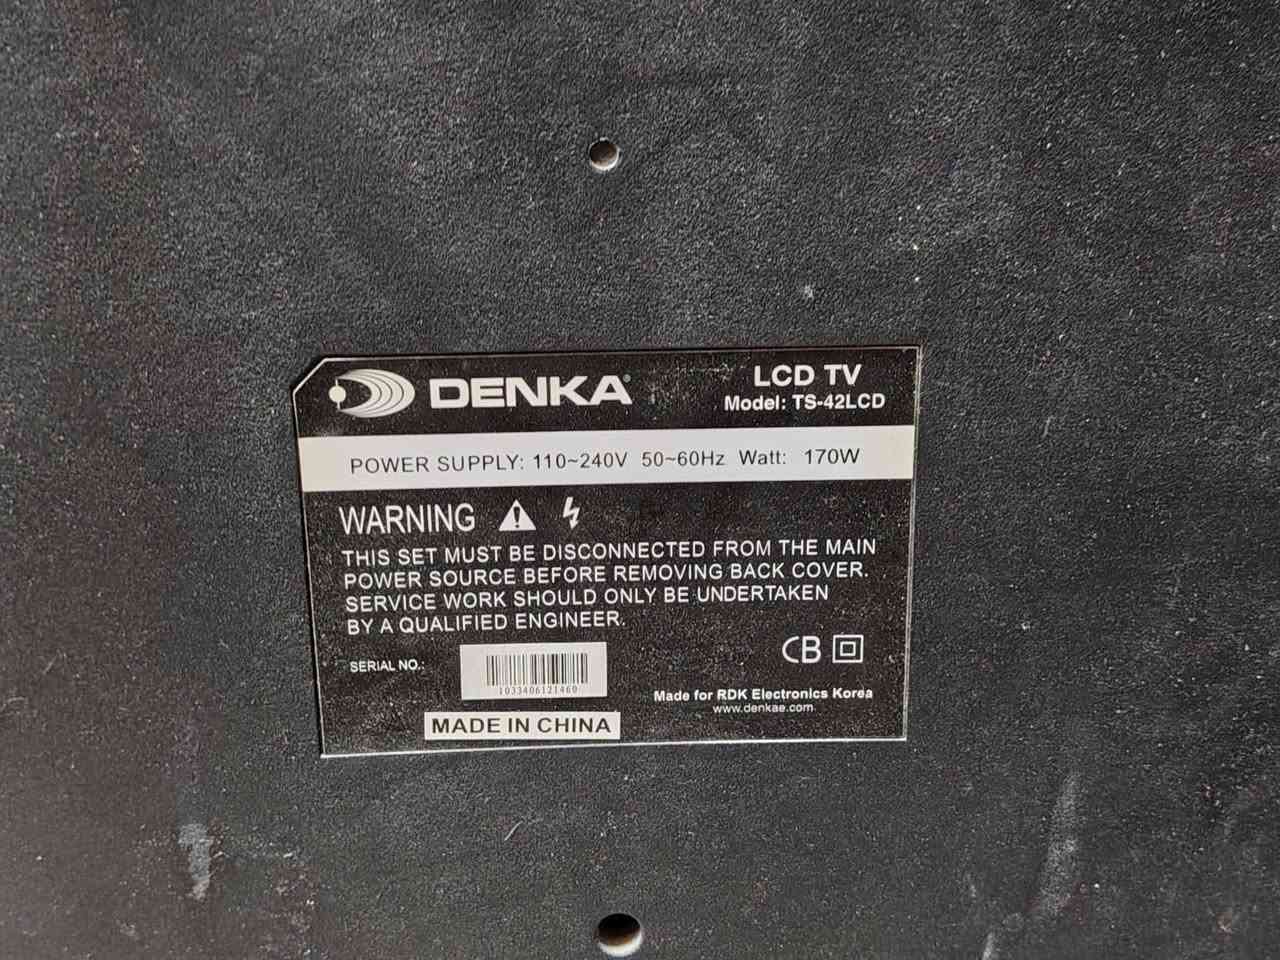 DENKA®
LCD TV
Model: TS-42LCD
POWER SUPPLY: 110~240V 50~60Hz Watt: 170W
WARNING
THIS SET MUST BE DISCONNECTED FROM THE MAIN
POWER SOURCE BEFORE REMOVING BACK COVER.
SERVICE WORK SHOULD ONLY BE UNDERTAKEN
BY A QUALIFIED ENGINEER.
CB
SERIAL NO.:
1033406121460
Made for RDK Electronics Korea
www.denkae.com
MADE IN CHINA